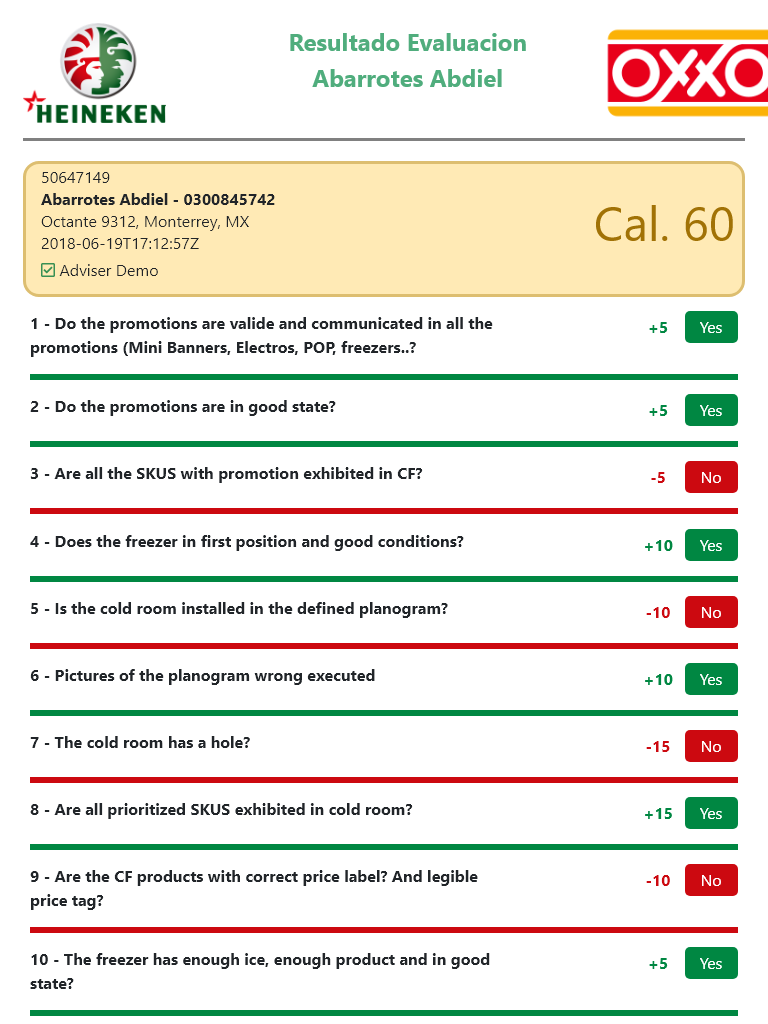 HEINEKEN
Resultado Evaluacion
Abarrotes Abdiel
OXXO
50647149
Abarrotes Abdiel - 0300845742
Octante 9312, Monterrey, MX
2018-06-19T17:12:57Z
Adviser Demo
Cal. 60
1 - Do the promotions are valide and communicated in all the
promotions (Mini Banners, Electros, POP, freezers..?
+5 Yes
2 - Do the promotions are in good state?
+5 Yes
3 - Are all the SKUS with promotion exhibited in CF?
-5 No
4 - Does the freezer in first position and good conditions?
+10 Yes
5 - Is the cold room installed in the defined planogram?
-10 No
6 - Pictures of the planogram wrong executed
+10 Yes
7 - The cold room has a hole?
-15 No
8 - Are all prioritized SKUS exhibited in cold room?
+15 Yes
9 - Are the CF products with correct price label? And legible
price tag?
-10 No
10 - The freezer has enough ice, enough product and in good
state?
+5 Yes